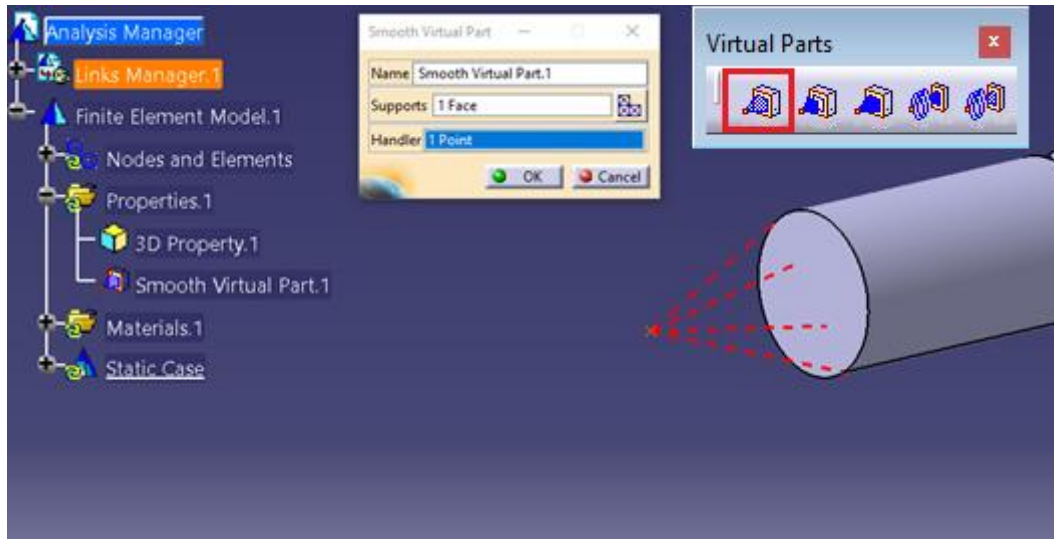 Analysis Manager
Links Manager.1
Finite Element Model.1
Nodes and Elements
Properties.1
3D Property.1
Smooth Virtual Part.1
Materials.1
Static Case
Smooth Virtual Part
Name Smooth Virtual Part.1
Supports 1 Face
Handler 1 Point
OK Cancel
Virtual Parts